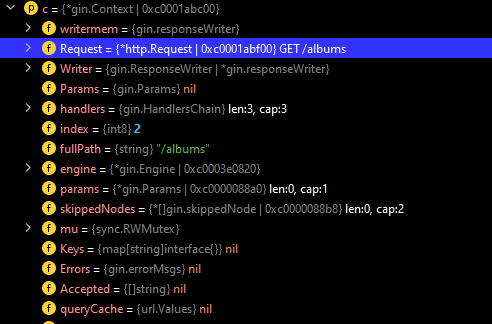 c = {*gin.Context | 0xc0001abc00}
writermem = {gin.responseWriter}
Request = {*http.Request | 0xc0001abf00} GET /albums
Writer = {gin.ResponseWriter | *gin.responseWriter}
Params = {gin.Params} nil
handlers = {gin.HandlersChain} len:3, cap:3
index = {int8} 2
fullPath = {string} "/albums"
engine = {*gin.Engine | 0xc0003e0820}
params = {*gin.Params | 0xc0000088a0} len:0, cap:1
skippedNodes = {*[]gin.skippedNode | 0xc0000088b8} len:0, cap:2
mu = {sync.RWMutex}
Keys = {map[string]interface{}} nil
Errors = {gin.errorMsgs} nil
Accepted = {[]string} nil
queryCache = {url.Values} nil